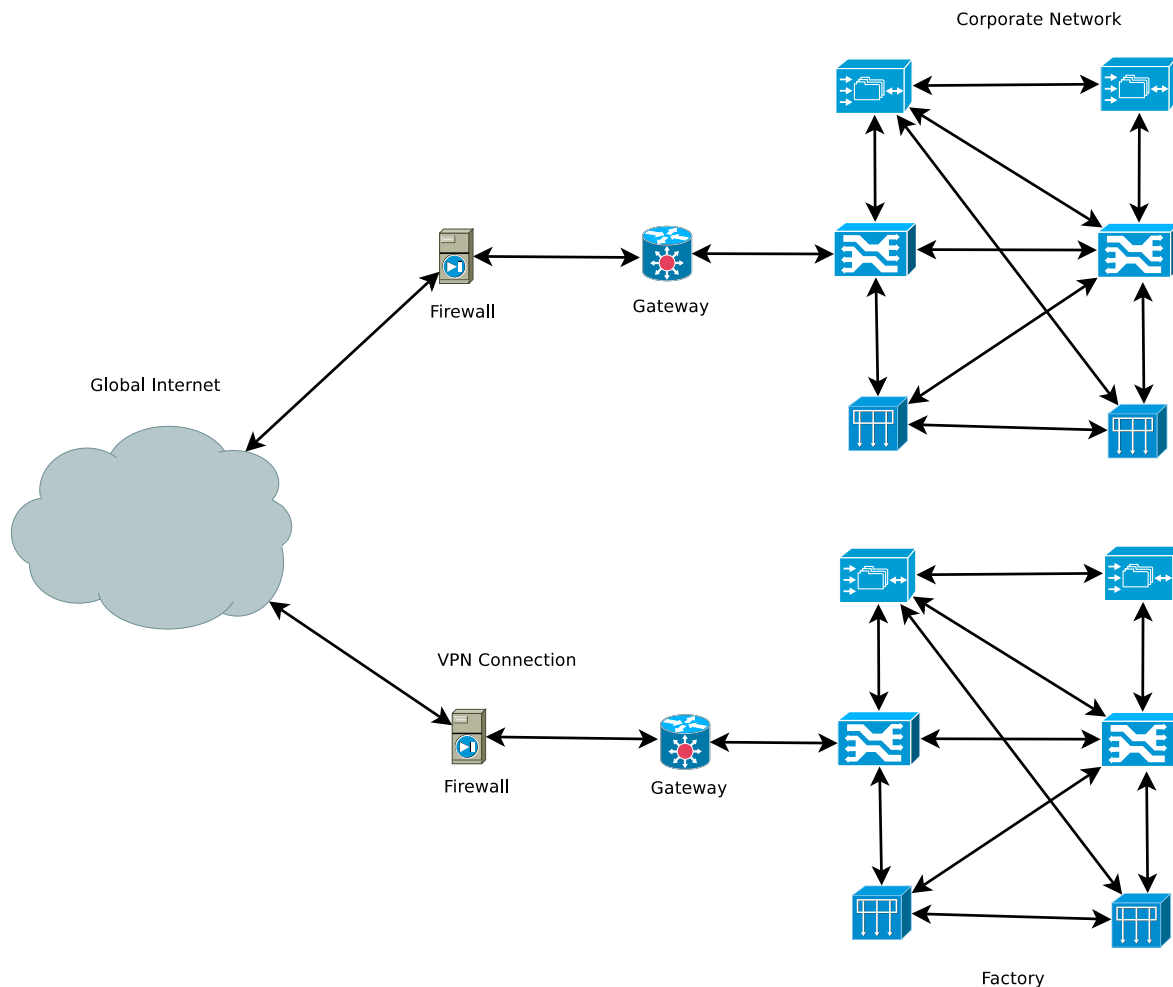 Corporate Network
Firewall
Gateway
Global Internet
VPN Connection
Firewall
Gateway
Factory